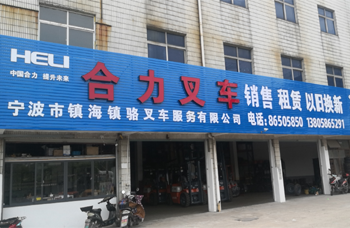 HELI
中国合力 提升未来
合力叉车
销售 租赁 以旧换新
宁波市镇海镇骆叉车服务有限公司
电话:86505850 13805865291